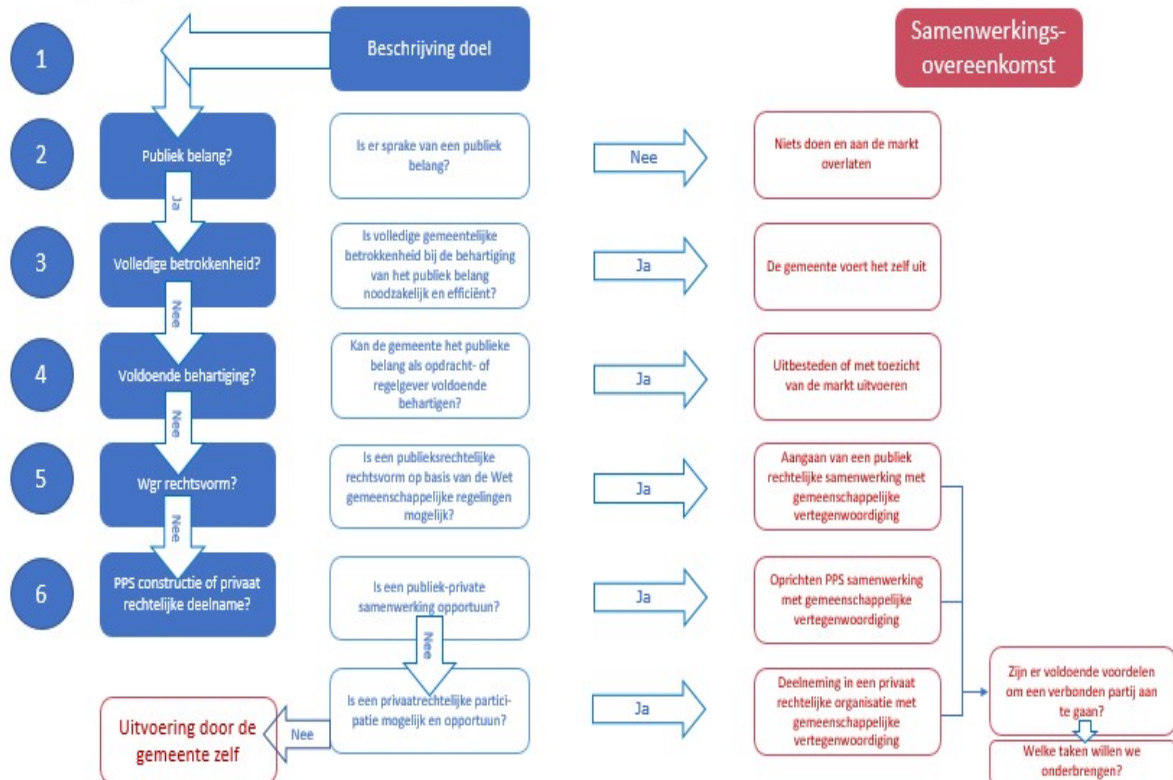 1
Beschrijving doel
Samenwerkings-
overeenkomst
2
Publiek belang?
Is er sprake van een publiek
belang?
Nee
Niets doen en aan de markt
overlaten
Ja
3
Volledige betrokkenheid?
Is volledige gemeentelijke
betrokkenheid bij de behartiging
van het publiek belang
noodzakelijk en efficiënt?
Ja
De gemeente voert het zelf uit
Nee
4
Voldoende behartiging?
Kan de gemeente het publieke
belang als opdracht- of
regelgever voldoende
behartigen?
Ja
Uitbesteden of met toezicht
van de markt uitvoeren
Nee
5
Wgr rechtsvorm?
Is een publieksrechtelijke
rechtsvorm op basis van de Wet
gemeenschappelijke regelingen
mogelijk?
Ja
Aangaan van een publiek
rechtelijke samenwerking met
gemeenschappelijke
vertegenwoordiging
Nee
6
PPS constructie of privaat
rechtelijke deelname?
Is een publiek-private
samenwerking opportuun?
Ja
Oprichten PPS samenwerking
met gemeenschappelijke
vertegenwoordiging
Nee
Uitvoering door de
gemeente zelf
Nee
Is een privaatrechtelijke partici-
patie mogelijk en opportuun?
Ja
Deelneming in een privaat
rechtelijke organisatie met
gemeenschappelijke
vertegenwoordiging
Zijn er voldoende voordelen
om een verbonden partij aan
te gaan?
Welke taken willen we
onderbrengen?